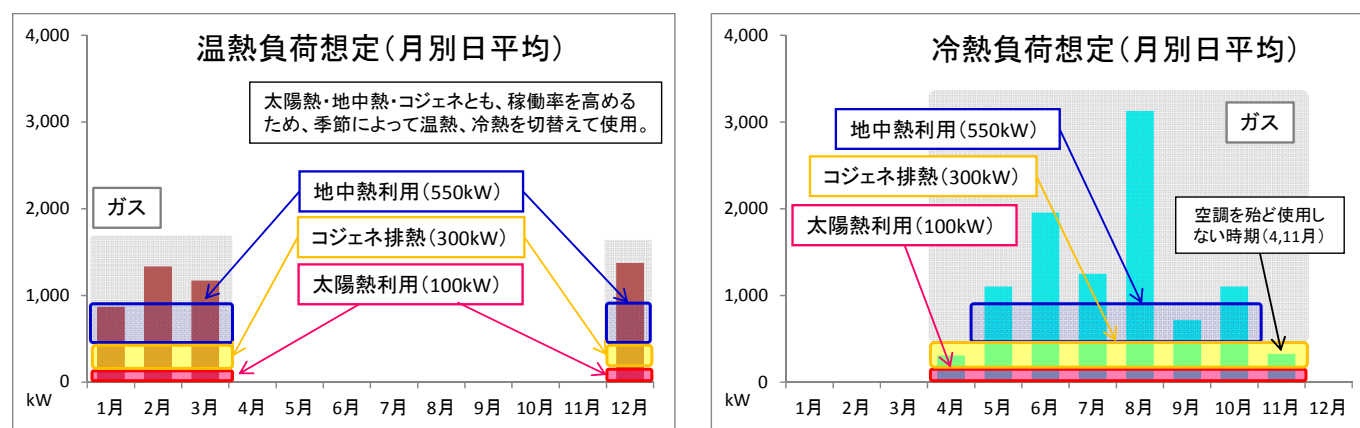 温熱負荷想定(月別日平均)
太陽熱・地中熱・コジェネとも、稼働率を高める
ため、季節によって温熱、冷熱を切替えて使用。
4,000
3,000
2,000
1,000
0
kW
ガス
地中熱利用(550kW)
コジェネ排熱(300kW)
太陽熱利用(100kW)
1月 2月 3月 4月 5月 6月 7月 8月 9月 10月 11月 12月
冷熱負荷想定(月別日平均)
4,000
3,000
2,000
1,000
0
kW
地中熱利用(550kW)
ガス
コジェネ排熱(300kW)
太陽熱利用(100kW)
空調を殆ど使用し
ない時期(4,11月)
1月 2月 3月 4月 5月 6月 7月 8月 9月 10月 11月 12月